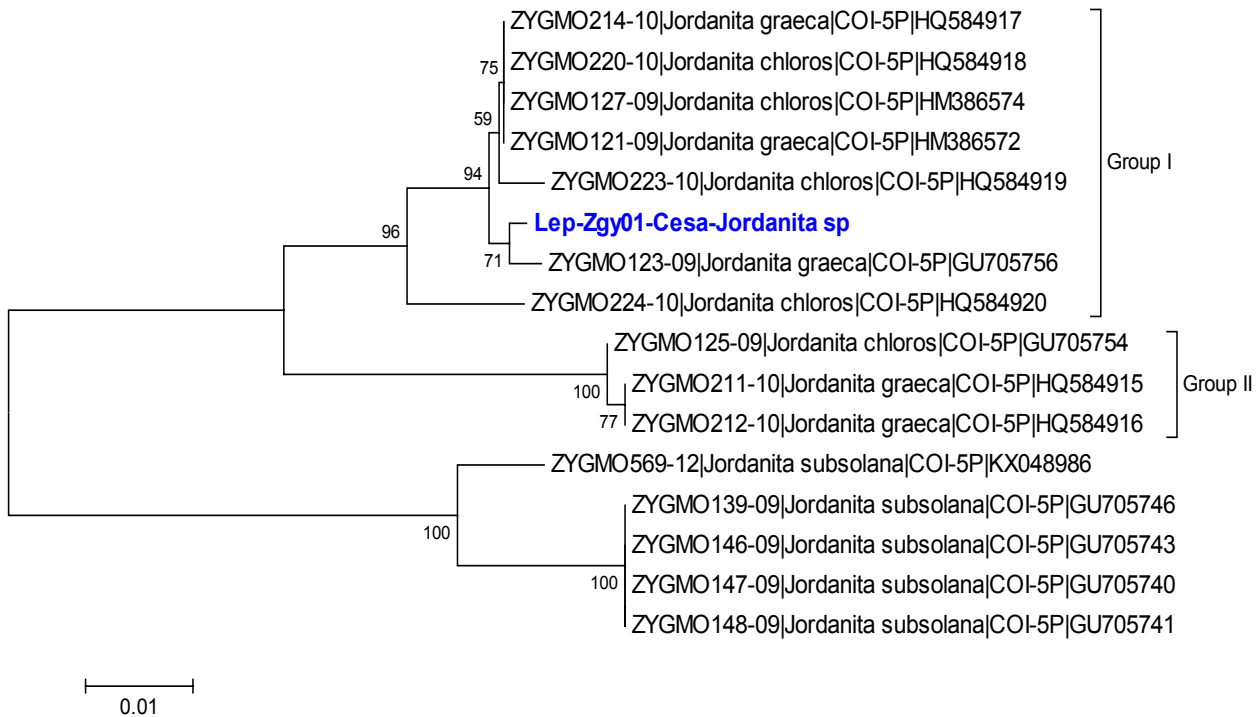 ZYGMO214-10|Jordanita graeca|COI-5P|HQ584917
ZYGMO220-10|Jordanita chloros|COI-5P|HQ584918
75
ZYGMO127-09|Jordanita chloros|COI-5P|HM386574
59
ZYGMO121-09|Jordanita graeca|COI-5P|HM386572
Group I
94
ZYGMO223-10|Jordanita chloros|COI-5P|HQ584919
Lep-Zgy01-Cesa-Jordanita sp
96
71
ZYGMO123-09|Jordanita graeca|COI-5P|GU705756
ZYGMO224-10|Jordanita chloros|COI-5P|HQ584920
ZYGMO125-09|Jordanita chloros|COI-5P|GU705754
100
ZYGMO211-10|Jordanita graeca|COI-5P|HQ584915
Group II
77
ZYGMO212-10|Jordanita graeca|COI-5P|HQ584916
ZYGMO569-12|Jordanita subsolana|COI-5P|KX048986
ZYGMO139-09|Jordanita subsolana|COI-5P|GU705746
100
ZYGMO146-09|Jordanita subsolana|COI-5P|GU705743
100
ZYGMO147-09|Jordanita subsolana|COI-5P|GU705740
ZYGMO148-09|Jordanita subsolana|COI-5P|GU705741
0.01